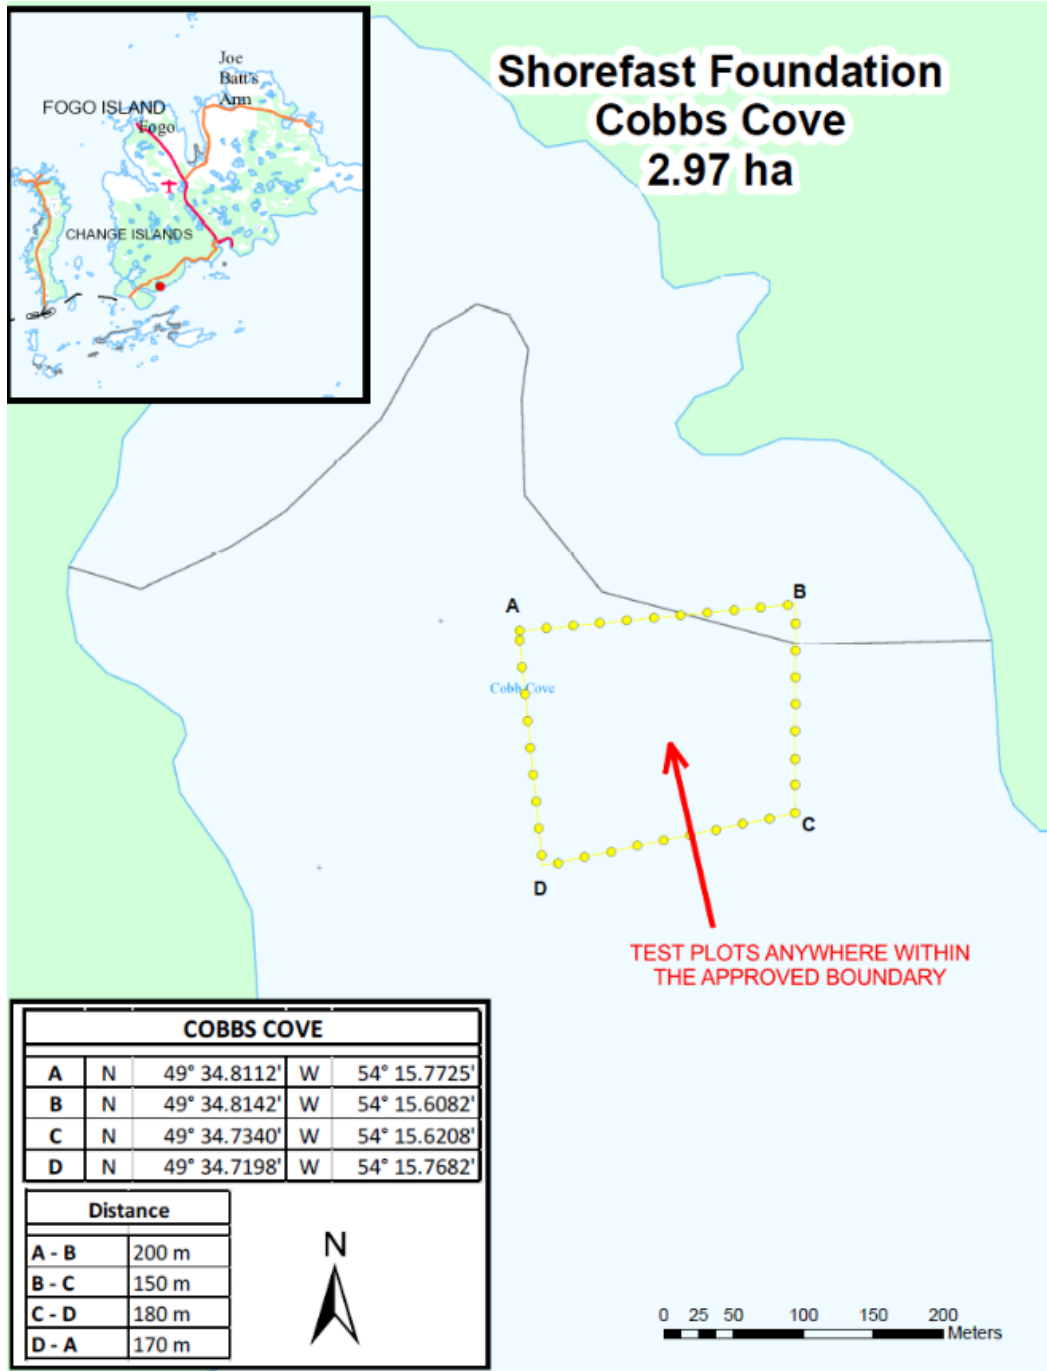 Shorefast Foundation
Cobbs Cove
2.97 ha
Joe
Batt's
Arm
FOGO ISLAND
Fogo
CHANGE ISLANDS
A
B
Cobb Cove
C
D
TEST PLOTS ANYWHERE WITHIN
THE APPROVED BOUNDARY
COBBS COVE
A N 49° 34.8112' W 54° 15.7725'
B N 49° 34.8142' W 54° 15.6082'
C N 49° 34.7340' W 54° 15.6208'
D N 49° 34.7198' W 54° 15.7682'
Distance
A - B 200 m
B - C 150 m
C - D 180 m
D - A 170 m
N
0 25 50 100 150 200
Meters